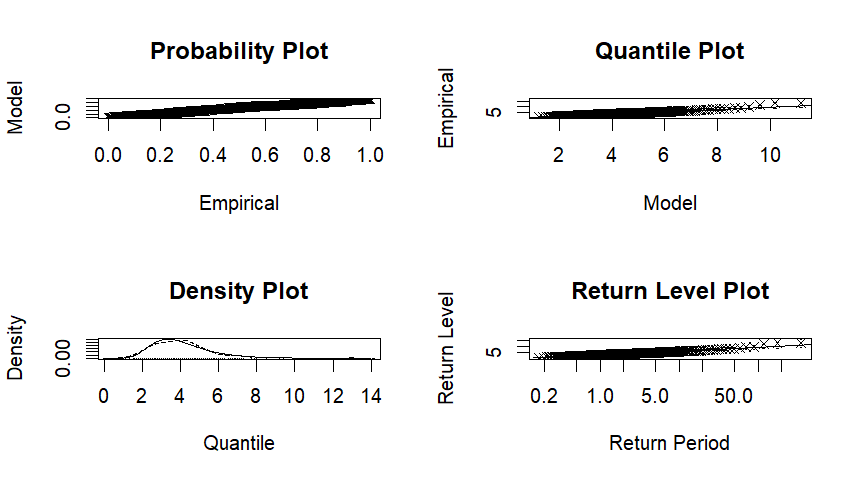 Probability Plot
Model
0.0
0.0 0.2 0.4 0.6 0.8 1.0
Empirical
Quantile Plot
Empirical
5
2 4 6 8 10
Model
Density Plot
Density
0.00
0 2 4 6 8 10 12 14
Quantile
Return Level Plot
Return Level
5
0.2 1.0 5.0 50.0
Return Period